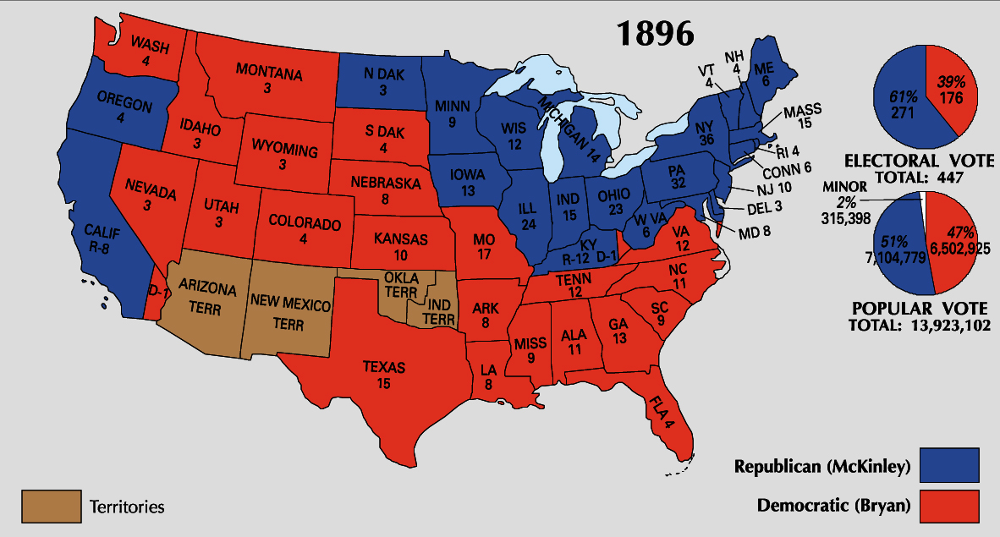 1896
WASH
4
OREGON
4
CALIF
R-8
D-1
NEVADA
3
IDAHO
3
MONTANA
3
WYOMING
3
UTAH
3
COLORADO
4
ARIZONA
TERR
NEW MEXICO
TERR
N DAK
3
S DAK
4
NEBRASKA
8
KANSAS
10
OKLA
TERR
IND
TERR
TEXAS
15
MINN
9
IOWA
13
MO
17
ARK
8
LA
8
WIS
12
ILL
24
MICHIGAN 14
IND
15
OHIO
23
KY
R-12 D-1
TENN
12
MISS
9
ALA
11
GA
13
FLA 4
SC
9
NC
11
VA
12
W VA
6
PA
32
NY
36
VT
4
NH
4
ME
6
MASS
15
RI 4
CONN 6
NJ 10
DEL 3
MD 8
61%
271
39%
176
ELECTORAL VOTE
TOTAL: 447
MINOR
2%
315,398
51%
7,104,779
47%
6,502,925
POPULAR VOTE
TOTAL: 13,923,102
Republican (McKinley)
Democratic (Bryan)
Territories